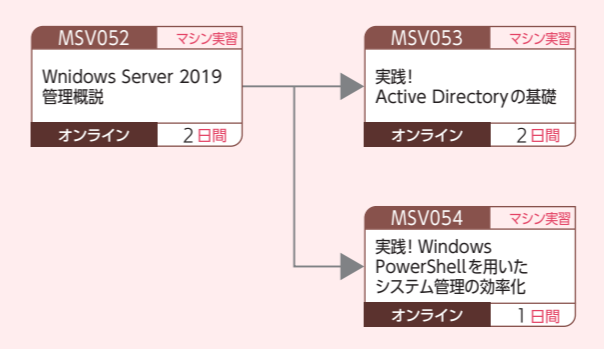 MSV052 マシン実習
Wnidows Server 2019
管理概説
オンライン 2日間
MSV053 マシン実習
実践!
Active Directoryの基礎
オンライン 2日間
MSV054 マシン実習
実践! Windows
PowerShellを用いた
システム管理の効率化
オンライン 1日間